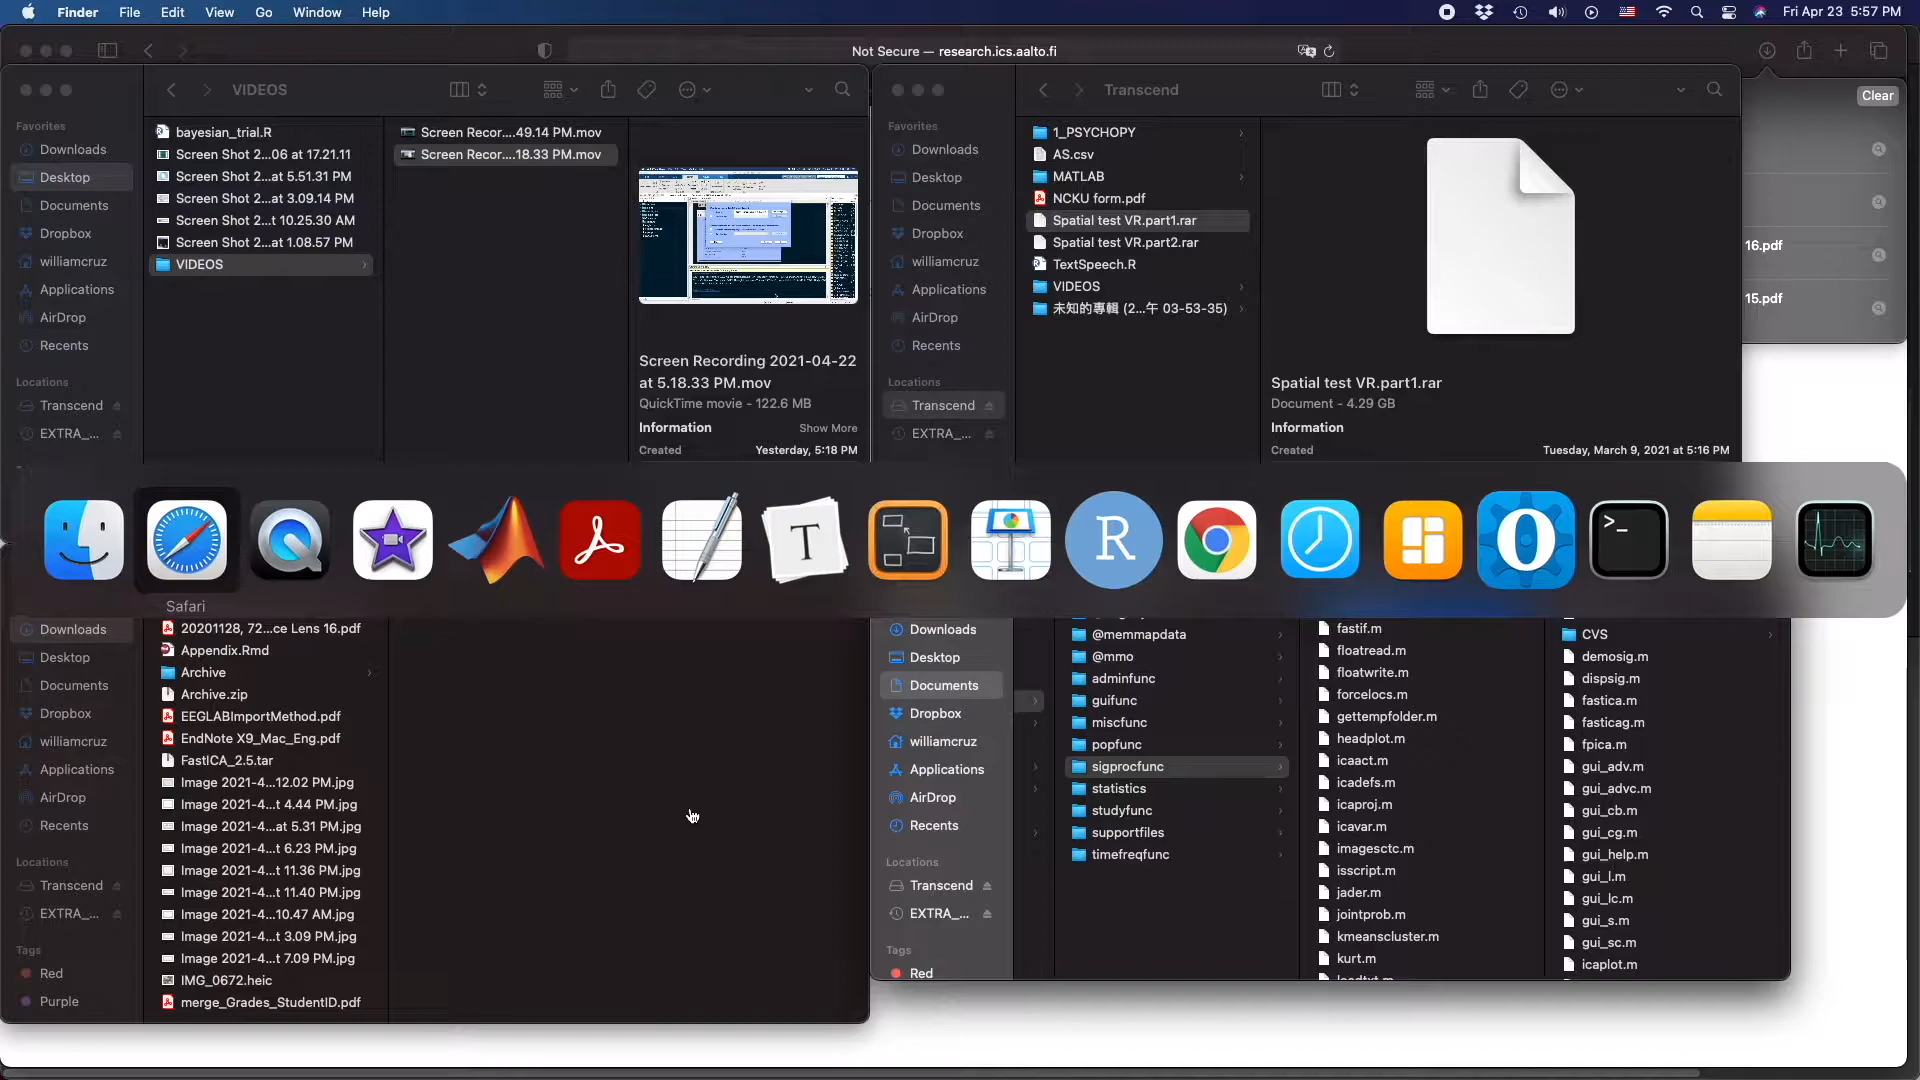 Finder File Edit View Go Window Help
Fri Apr 23 5:57 PM
Not Secure — research.ics.aalto.fi
VIDEOS
Favorites
Downloads
Desktop
Documents
Dropbox
williamcruz
Applications
AirDrop
Recents
Locations
Transcend
EXTRA_...
bayesian_trial.R
Screen Shot 2...06 at 17.21.11
Screen Shot 2...at 5.51.31 PM
Screen Shot 2...at 3.09.14 PM
Screen Shot 2...t 10.25.30 AM
Screen Shot 2...at 1.08.57 PM
VIDEOS
Screen Recor....49.14 PM.mov
Screen Recor....18.33 PM.mov
Screen Recording 2021-04-22
at 5.18.33 PM.mov
QuickTime movie - 122.6 MB
Information Show More
Created Yesterday, 5:18 PM
Transcend
Favorites
Downloads
Desktop
Documents
Dropbox
williamcruz
Applications
AirDrop
Recents
Locations
Transcend
EXTRA_...
1_PSYCHOPY
AS.csv
MATLAB
NCKU form.pdf
Spatial test VR.part1.rar
Spatial test VR.part2.rar
TextSpeech.R
VIDEOS
未知的專輯 (2...午 03-53-35)
Spatial test VR.part1.rar
Document - 4.29 GB
Information
Created Tuesday, March 9, 2021 at 5:16 PM
Clear
16.pdf
15.pdf
T
R
>_
Safari
Downloads
Desktop
Documents
Dropbox
williamcruz
Applications
AirDrop
Recents
Locations
Transcend
EXTRA_...
Tags
Red
Purple
20201128, 72...ce Lens 16.pdf
Appendix.Rmd
Archive
Archive.zip
EEGLABImportMethod.pdf
EndNote X9_Mac_Eng.pdf
FastICA_2.5.tar
Image 2021-4...12.02 PM.jpg
Image 2021-4...t 4.44 PM.jpg
Image 2021-4...at 5.31 PM.jpg
Image 2021-4...t 6.23 PM.jpg
Image 2021-4...t 11.36 PM.jpg
Image 2021-4...t 11.40 PM.jpg
Image 2021-4...10.47 AM.jpg
Image 2021-4...t 3.09 PM.jpg
Image 2021-4...t 7.09 PM.jpg
IMG_0672.heic
merge_Grades_StudentID.pdf
Downloads
Desktop
Documents
Dropbox
williamcruz
Applications
AirDrop
Recents
Locations
Transcend
EXTRA_...
Tags
Red
@memmapdata
@mmo
adminfunc
guifunc
miscfunc
popfunc
sigprocfunc
statistics
studyfunc
supportfiles
timefreqfunc
fastif.m
floatread.m
floatwrite.m
forcelocs.m
gettempfolder.m
headplot.m
icaact.m
icadefs.m
icaproj.m
icavar.m
imagesctc.m
isscript.m
jader.m
jointprob.m
kmeanscluster.m
kurt.m
CVS
demosig.m
dispsig.m
fastica.m
fasticag.m
fpica.m
gui_adv.m
gui_advc.m
gui_cb.m
gui_cg.m
gui_help.m
gui_l.m
gui_lc.m
gui_s.m
gui_sc.m
icaplot.m